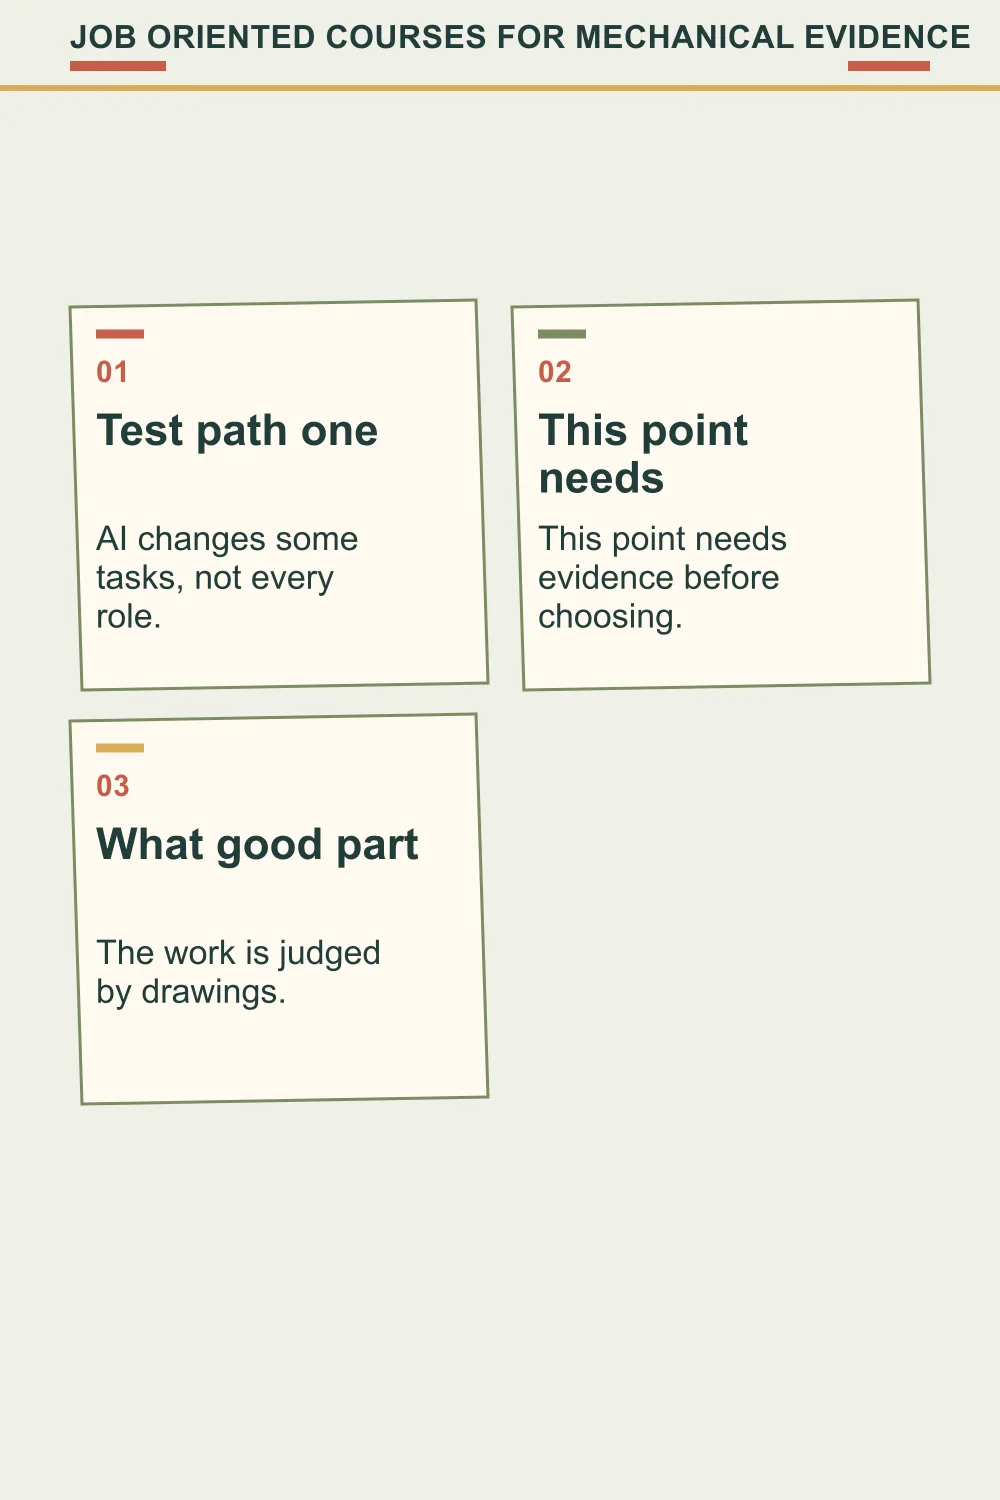 JOB ORIENTED COURSES FOR MECHANICAL EVIDENCE
01
Test path one
AI changes some
tasks, not every
role.
02
This point
needs
This point needs
evidence before
choosing.
03
What good part
The work is judged
by drawings.